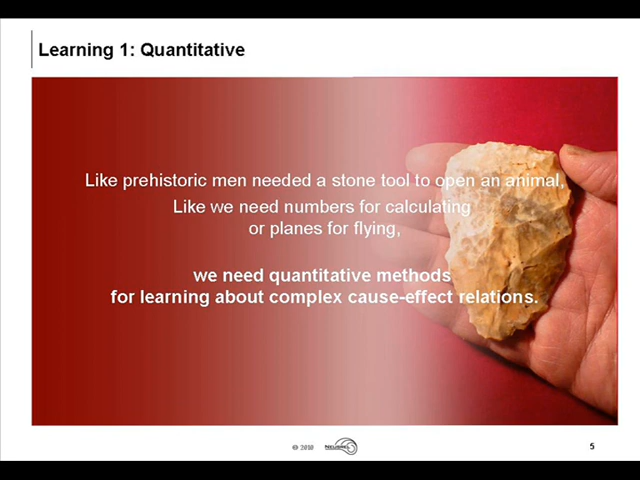 Learning 1: Quantitative
Like prehistoric men needed a stone tool to open an animal,
Like we need numbers for calculating
or planes for flying,
we need quantitative methods
for learning about complex cause-effect relations.
© 2010 NEUSREL 5